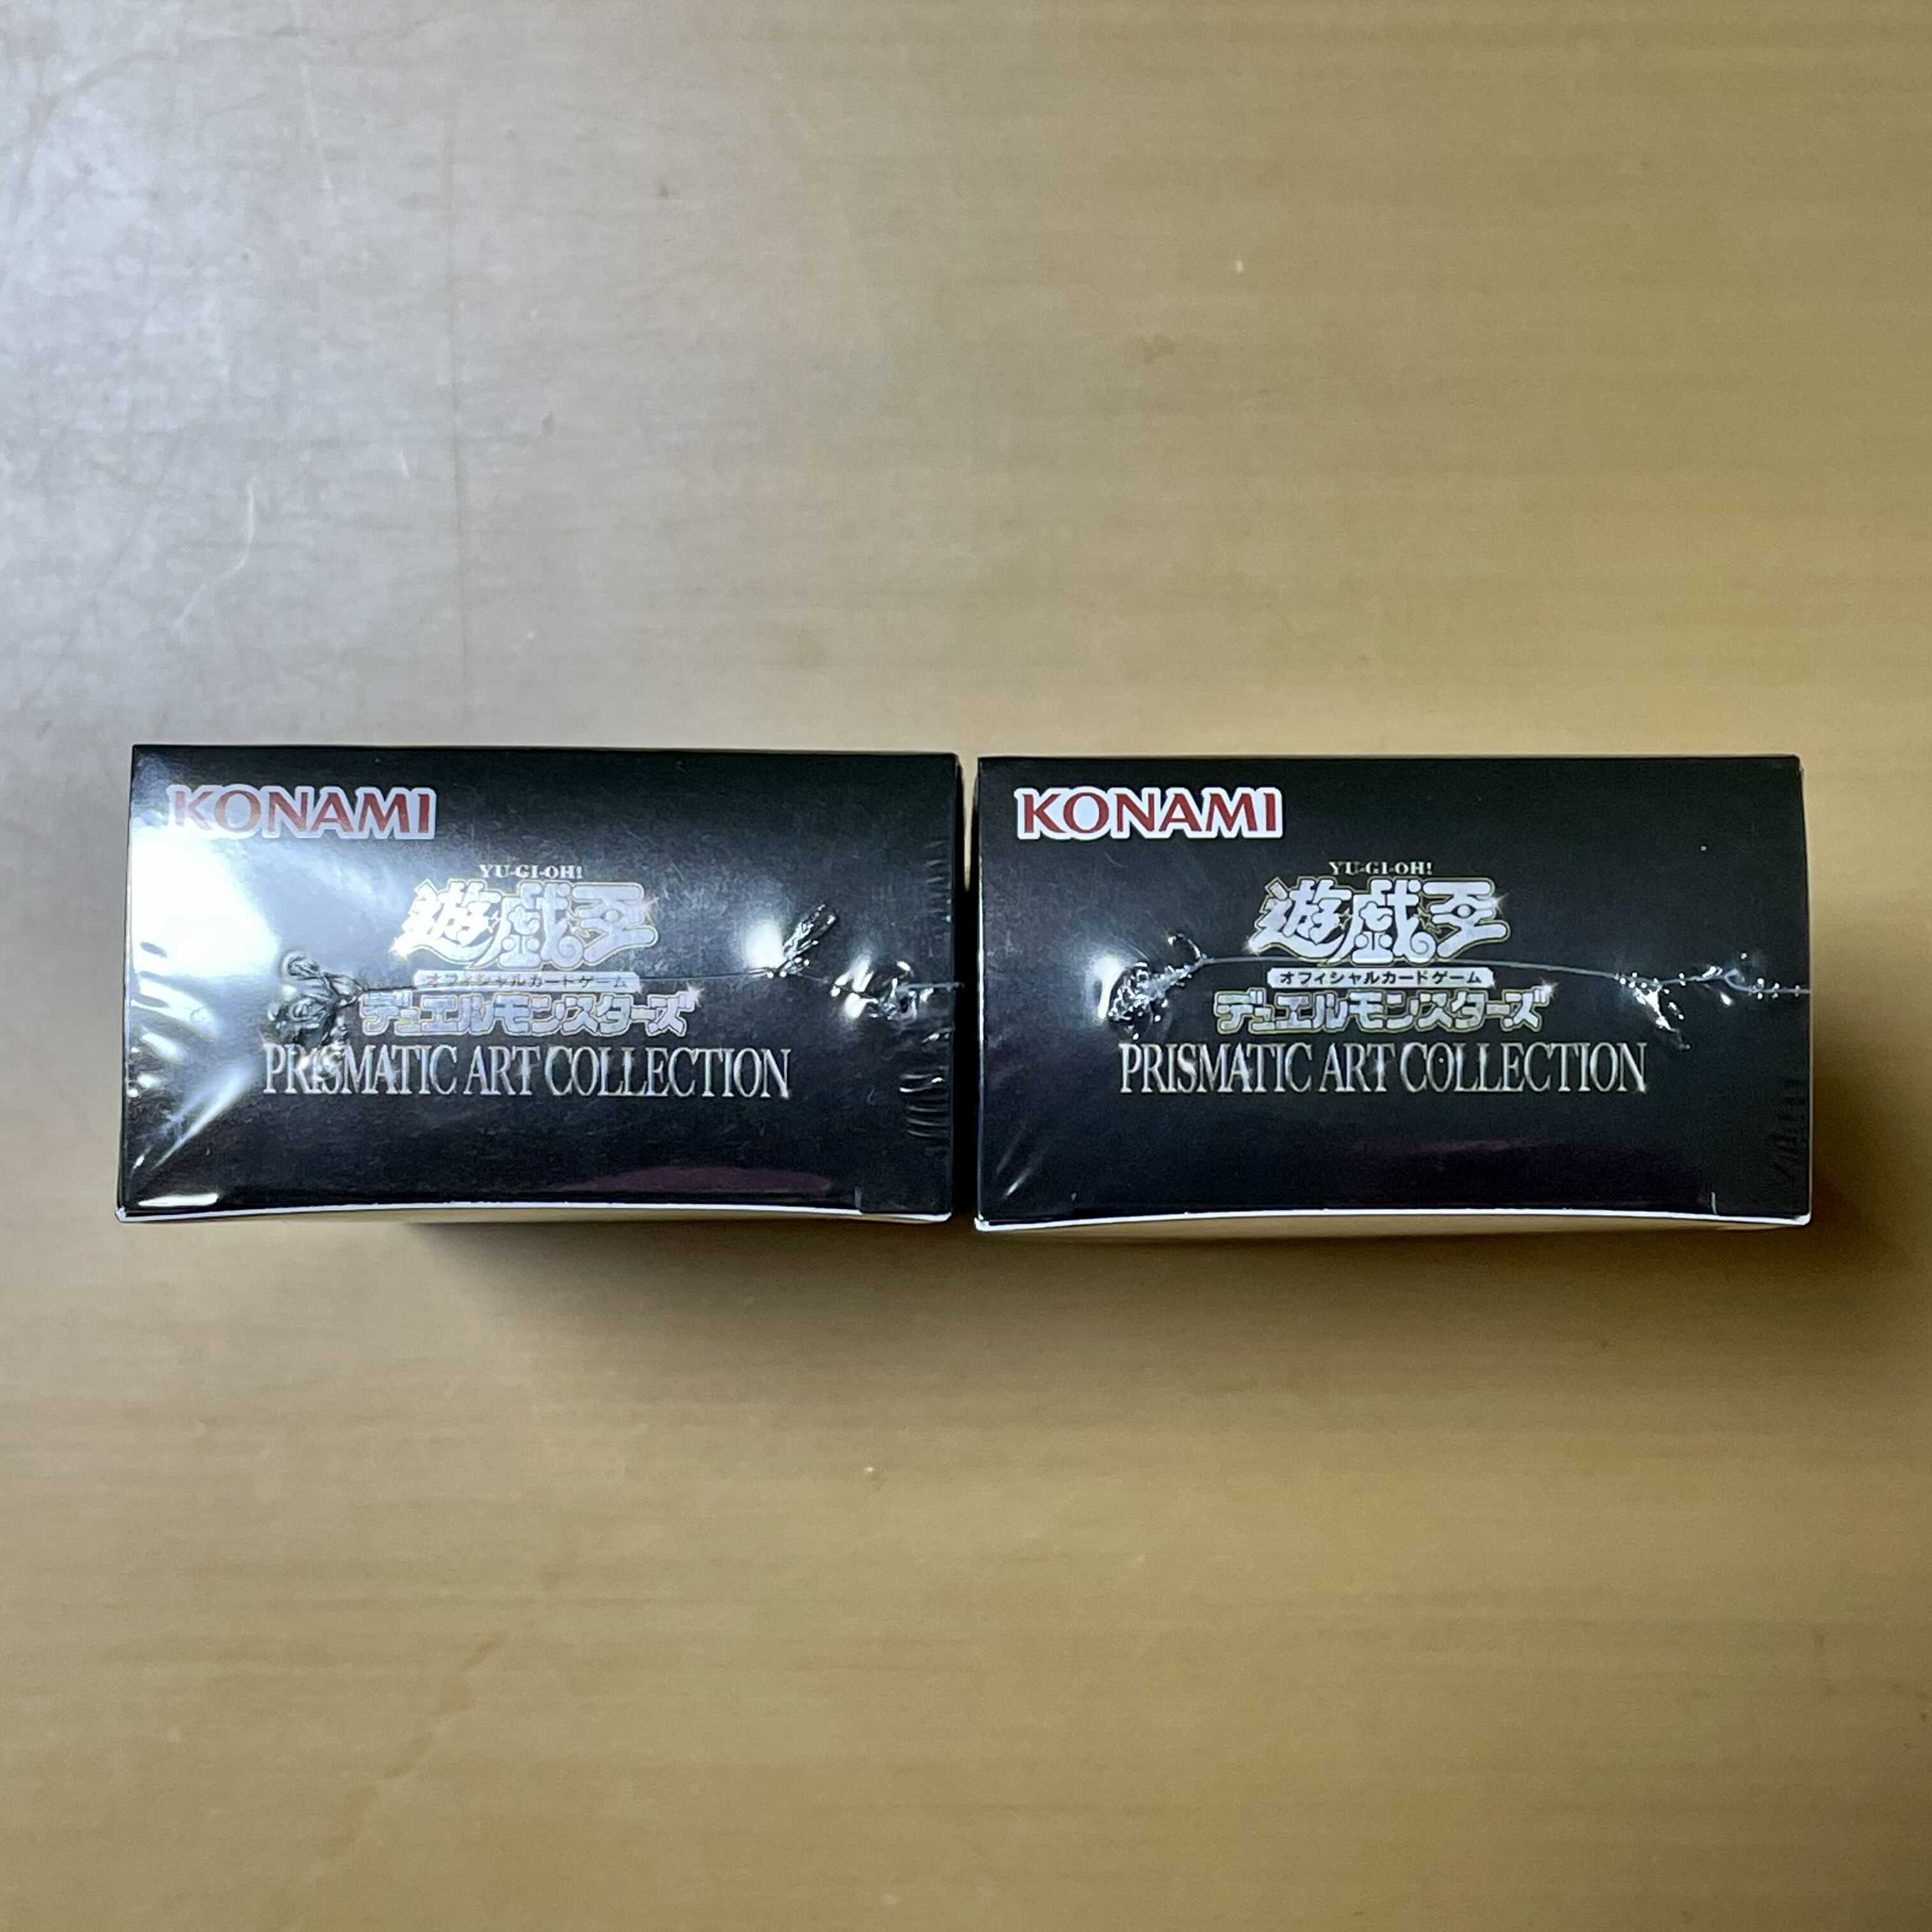 KONAMI
YU-GI-OH!
遊戯王
オフィシャルカードゲーム
デュエルモンスターズ
PRISMATIC ART COLLECTION
KONAMI
YU-GI-OH!
遊戯王
オフィシャルカードゲーム
デュエルモンスターズ
PRISMATIC ART COLLECTION